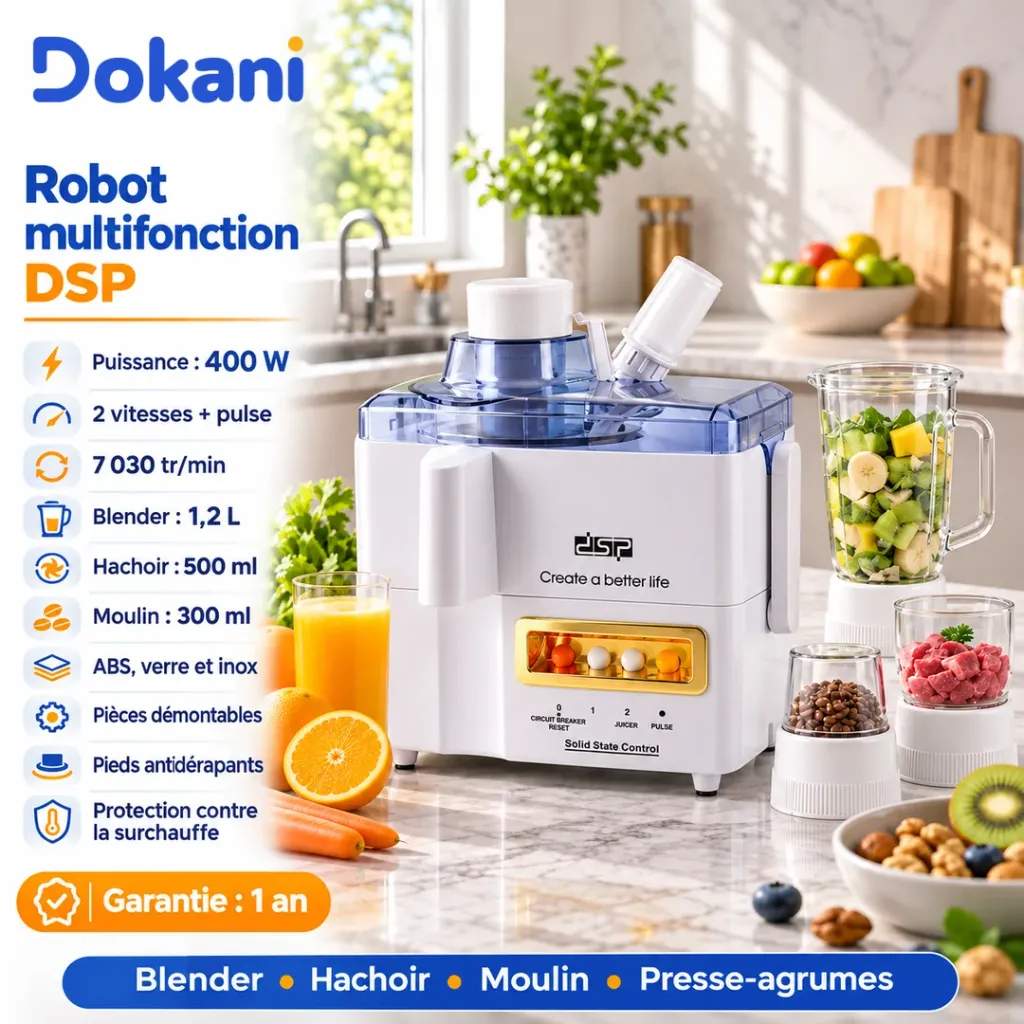 Dokani
Robot
multifonction
DSP
Puissance : 400 W
2 vitesses + pulse
7 030 tr/min
Blender : 1,2 L
Hachoir : 500 ml
Moulin : 300 ml
ABS, verre et inox
Pièces démontables
Pieds antidérapants
Protection contre
la surchauffe
Garantie : 1 an
dsp
Create a better life
0 1 2
CIRCUIT BREAKER JUICER PULSE
RESET
Solid State Control
Blender • Hachoir • Moulin • Presse-agrumes